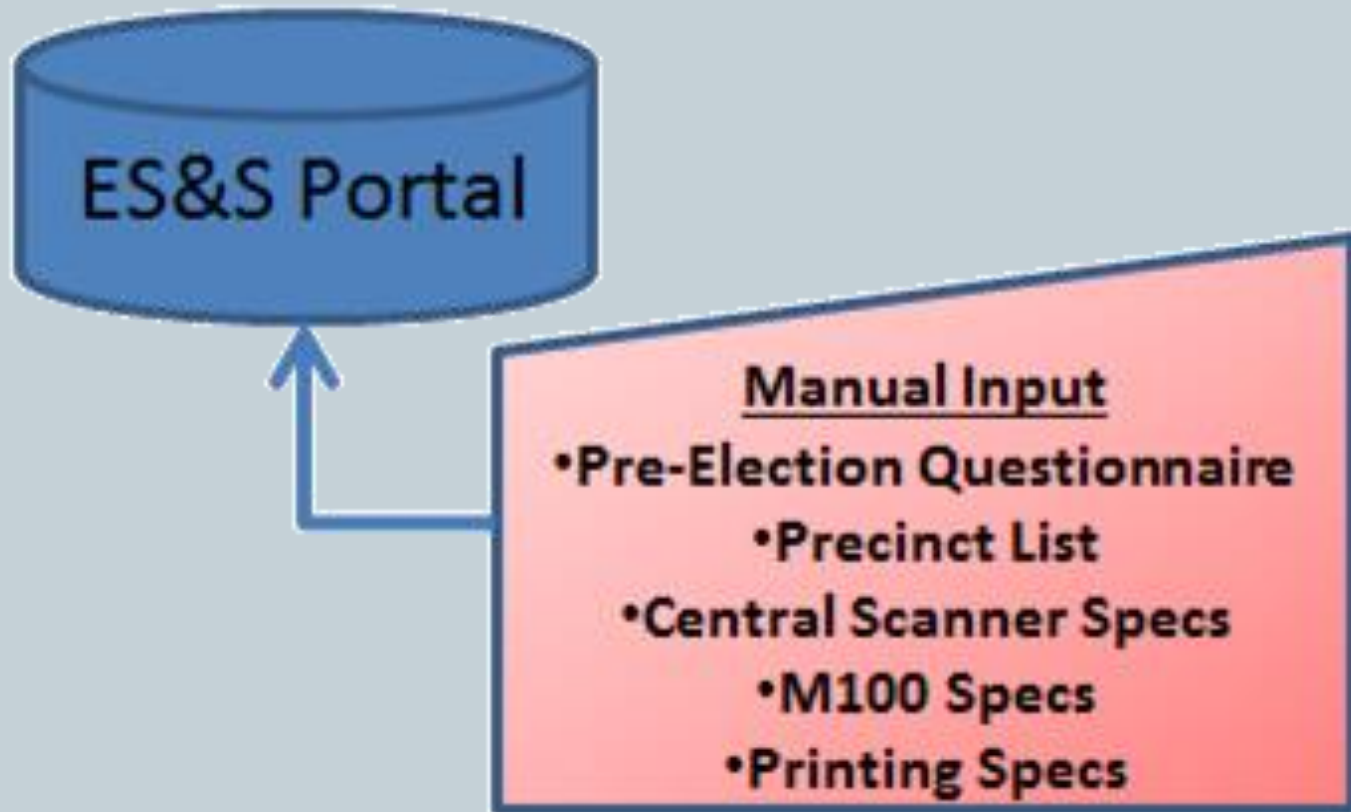 ES&S Portal
Manual Input
•Pre-Election Questionnaire
•Precinct List
•Central Scanner Specs
•M100 Specs
•Printing Specs